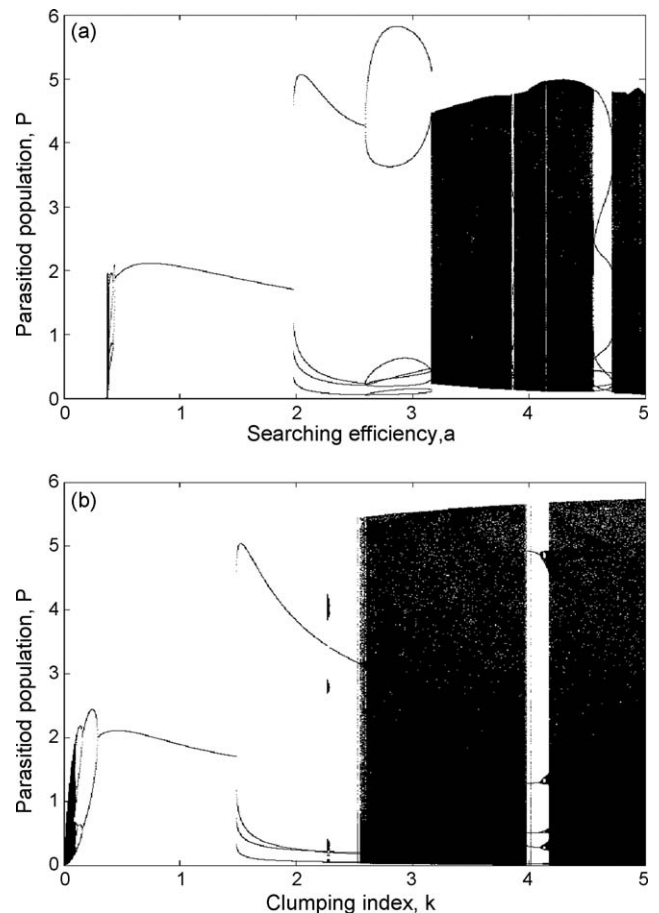 (a)
6
5
4
3
2
1
0
Parasitiod population, P
0 1 2 3 4 5
Searching efficiency,a
(b)
6
5
4
3
2
1
0
Parasitiod population, P
0 1 2 3 4 5
Clumping index, k